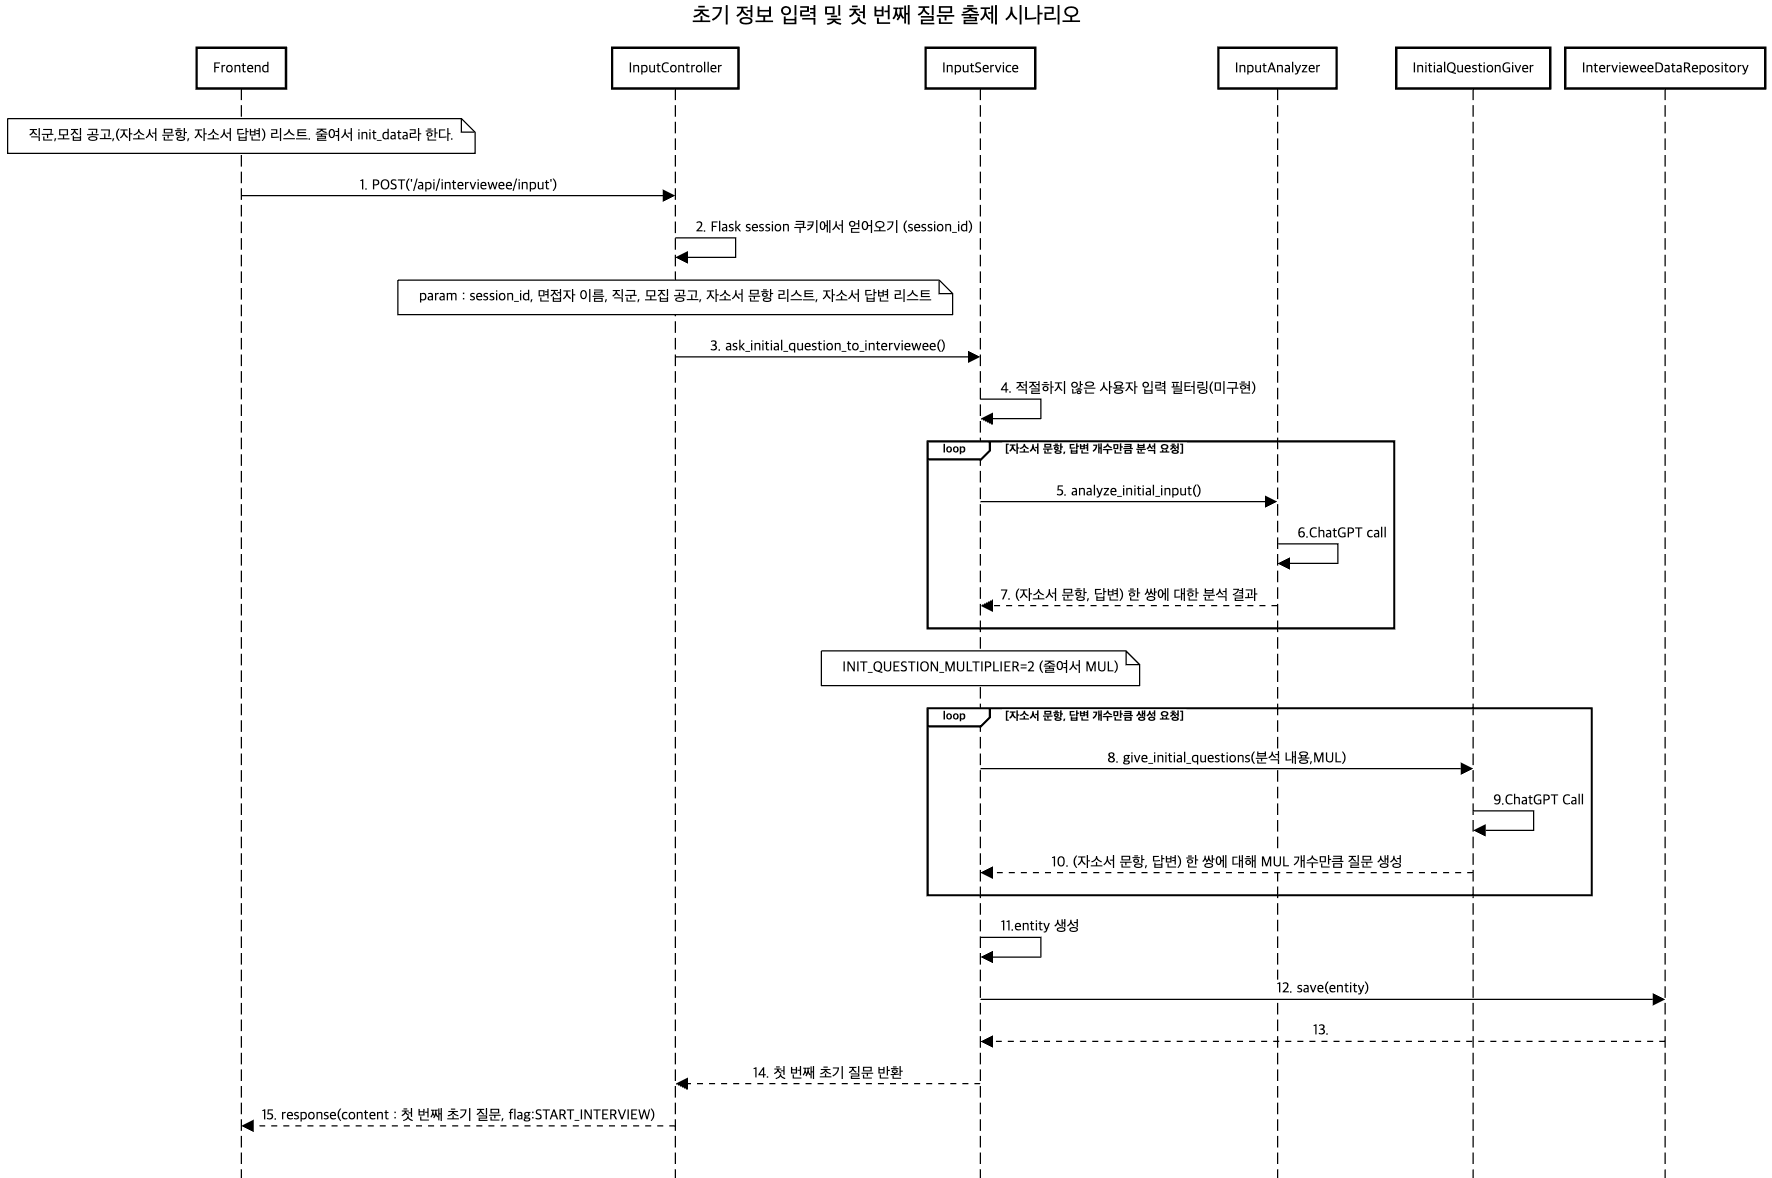 초기 정보 입력 및 첫 번째 질문 출제 시나리오
Frontend
InputController
InputService
InputAnalyzer
InitialQuestionGiver
IntervieweeDataRepository
직군,모집 공고,(자소서 문항, 자소서 답변) 리스트. 줄여서 init_data라 한다.
1. POST('/api/interviewee/input')
2. Flask session 쿠키에서 얻어오기 (session_id)
param : session_id, 면접자 이름, 직군, 모집 공고, 자소서 문항 리스트, 자소서 답변 리스트
3. ask_initial_question_to_interviewee()
4. 적절하지 않은 사용자 입력 필터링(미구현)
loop
[자소서 문항, 답변 개수만큼 분석 요청]
5. analyze_initial_input()
6.ChatGPT call
7. (자소서 문항, 답변) 한 쌍에 대한 분석 결과
INIT_QUESTION_MULTIPLIER=2 (줄여서 MUL)
loop
[자소서 문항, 답변 개수만큼 생성 요청]
8. give_initial_questions(분석 내용,MUL)
9.ChatGPT Call
10. (자소서 문항, 답변) 한 쌍에 대해 MUL 개수만큼 질문 생성
11.entity 생성
12. save(entity)
13.
14. 첫 번째 초기 질문 반환
15. response(content : 첫 번째 초기 질문, flag:START_INTERVIEW)